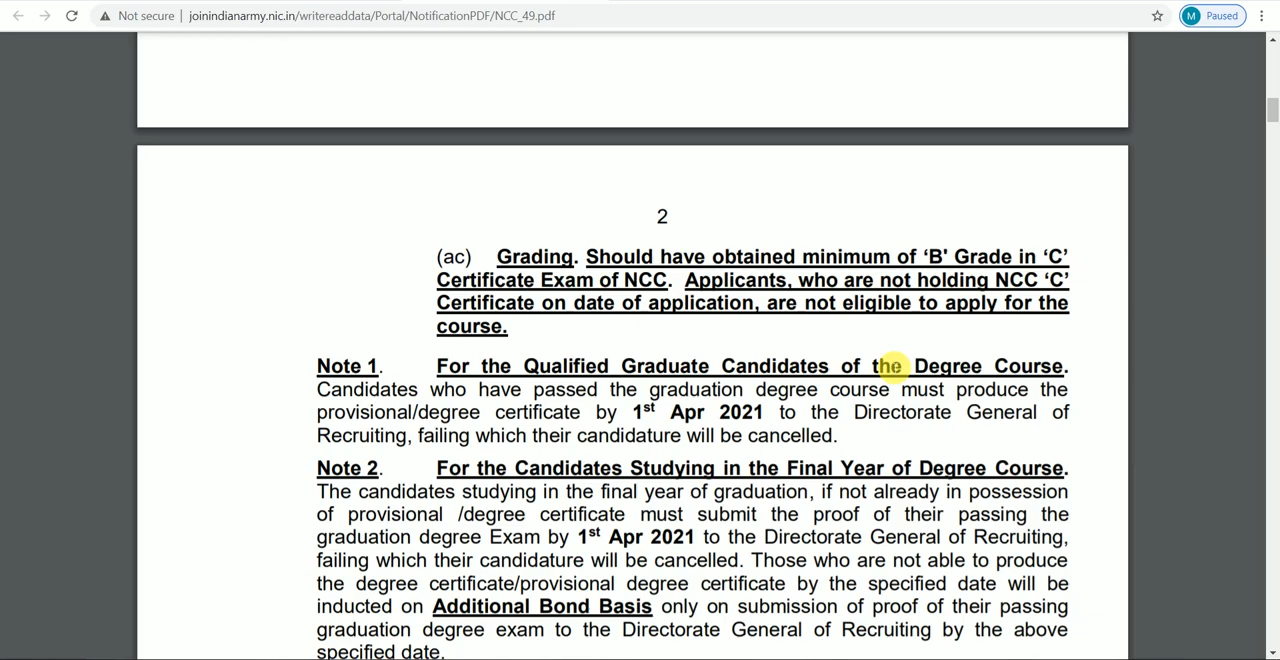 Not secure | joinindianarmy.nic.in/writereaddata/Portal/NotificationPDF/NCC_49.pdf
M Paused
2
(ac) Grading. Should have obtained minimum of ‘B' Grade in ‘C’
Certificate Exam of NCC. Applicants, who are not holding NCC ‘C’
Certificate on date of application, are not eligible to apply for the
course.
Note 1. For the Qualified Graduate Candidates of the Degree Course.
Candidates who have passed the graduation degree course must produce the
provisional/degree certificate by 1st Apr 2021 to the Directorate General of
Recruiting, failing which their candidature will be cancelled.
Note 2. For the Candidates Studying in the Final Year of Degree Course.
The candidates studying in the final year of graduation, if not already in possession
of provisional /degree certificate must submit the proof of their passing the
graduation degree Exam by 1st Apr 2021 to the Directorate General of Recruiting,
failing which their candidature will be cancelled. Those who are not able to produce
the degree certificate/provisional degree certificate by the specified date will be
inducted on Additional Bond Basis only on submission of proof of their passing
graduation degree exam to the Directorate General of Recruiting by the above
specified date.